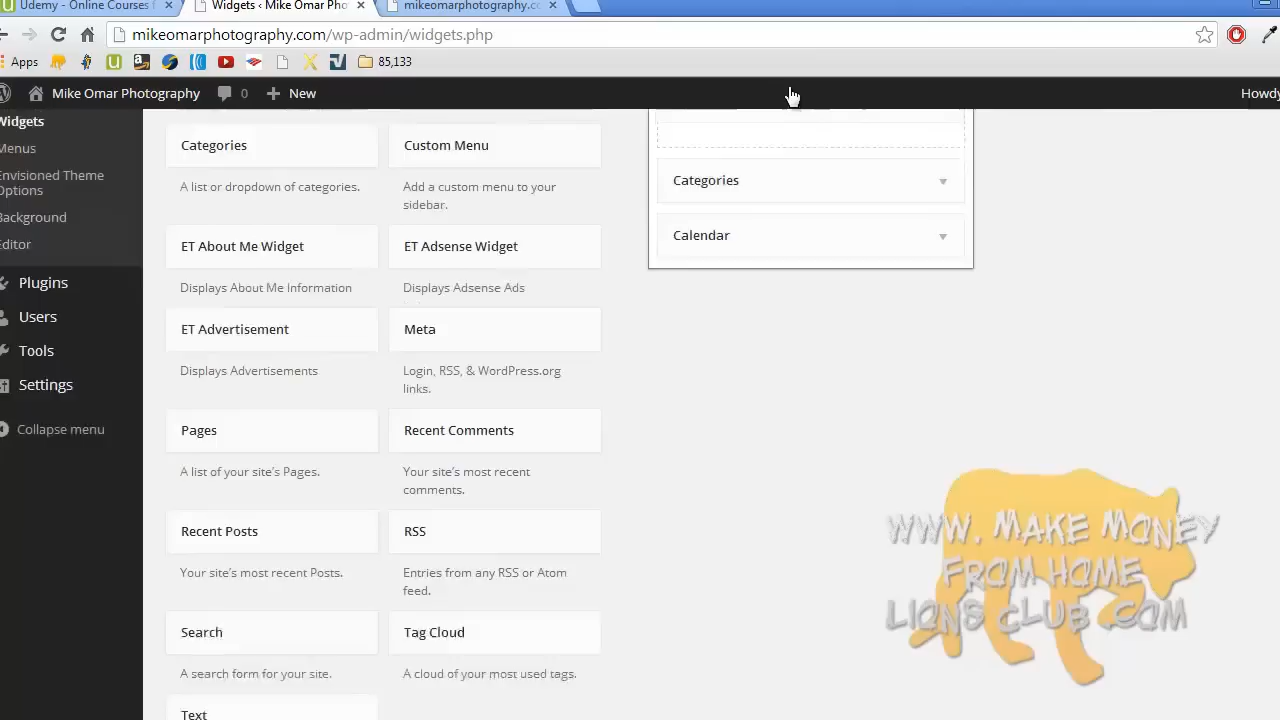 Udemy - Online Courses f
Widgets ‹ Mike Omar Pho
mikeomarphotography.c
mikeomarphotography.com/wp-admin/widgets.php
Apps
85,133
Mike Omar Photography
0
New
Howdy
Widgets
Menus
Envisioned Theme
Options
Background
Editor
Plugins
Users
Tools
Settings
Collapse menu
Categories
A list or dropdown of categories.
Custom Menu
Add a custom menu to your
sidebar.
ET About Me Widget
Displays About Me Information
ET Adsense Widget
Displays Adsense Ads
ET Advertisement
Displays Advertisements
Meta
Login, RSS, & WordPress.org
links.
Pages
A list of your site's Pages.
Recent Comments
Your site's most recent
comments.
Recent Posts
Your site's most recent Posts.
RSS
Entries from any RSS or Atom
feed.
Search
A search form for your site.
Tag Cloud
A cloud of your most used tags.
Text
Categories
Calendar
WWW. MAKE MONEY
FROM HOME
LIONS CLUB.COM